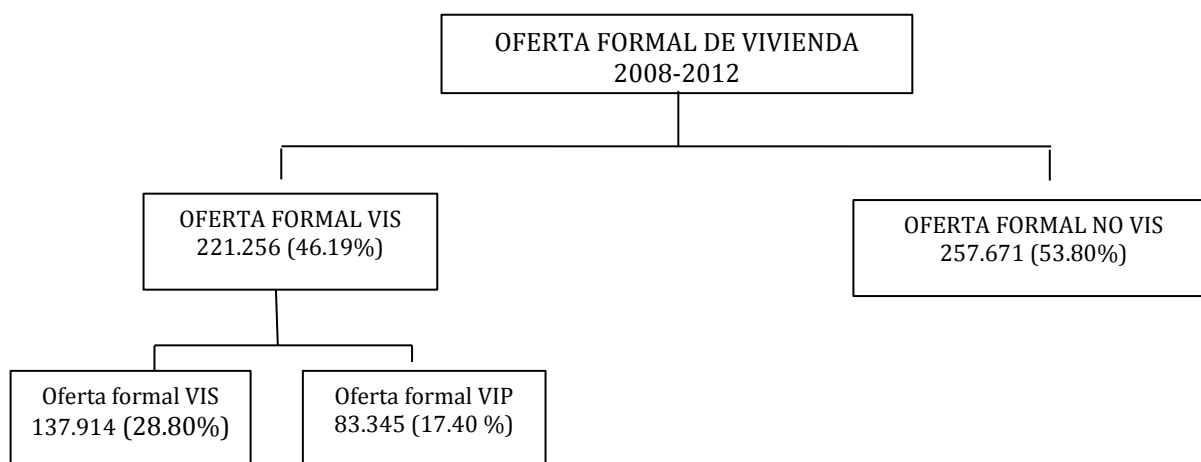 OFERTA FORMAL DE VIVIENDA
2008-2012
OFERTA FORMAL VIS
221.256 (46.19%)
OFERTA FORMAL NO VIS
257.671 (53.80%)
Oferta formal VIS
137.914 (28.80%)
Oferta formal VIP
83.345 (17.40 %)